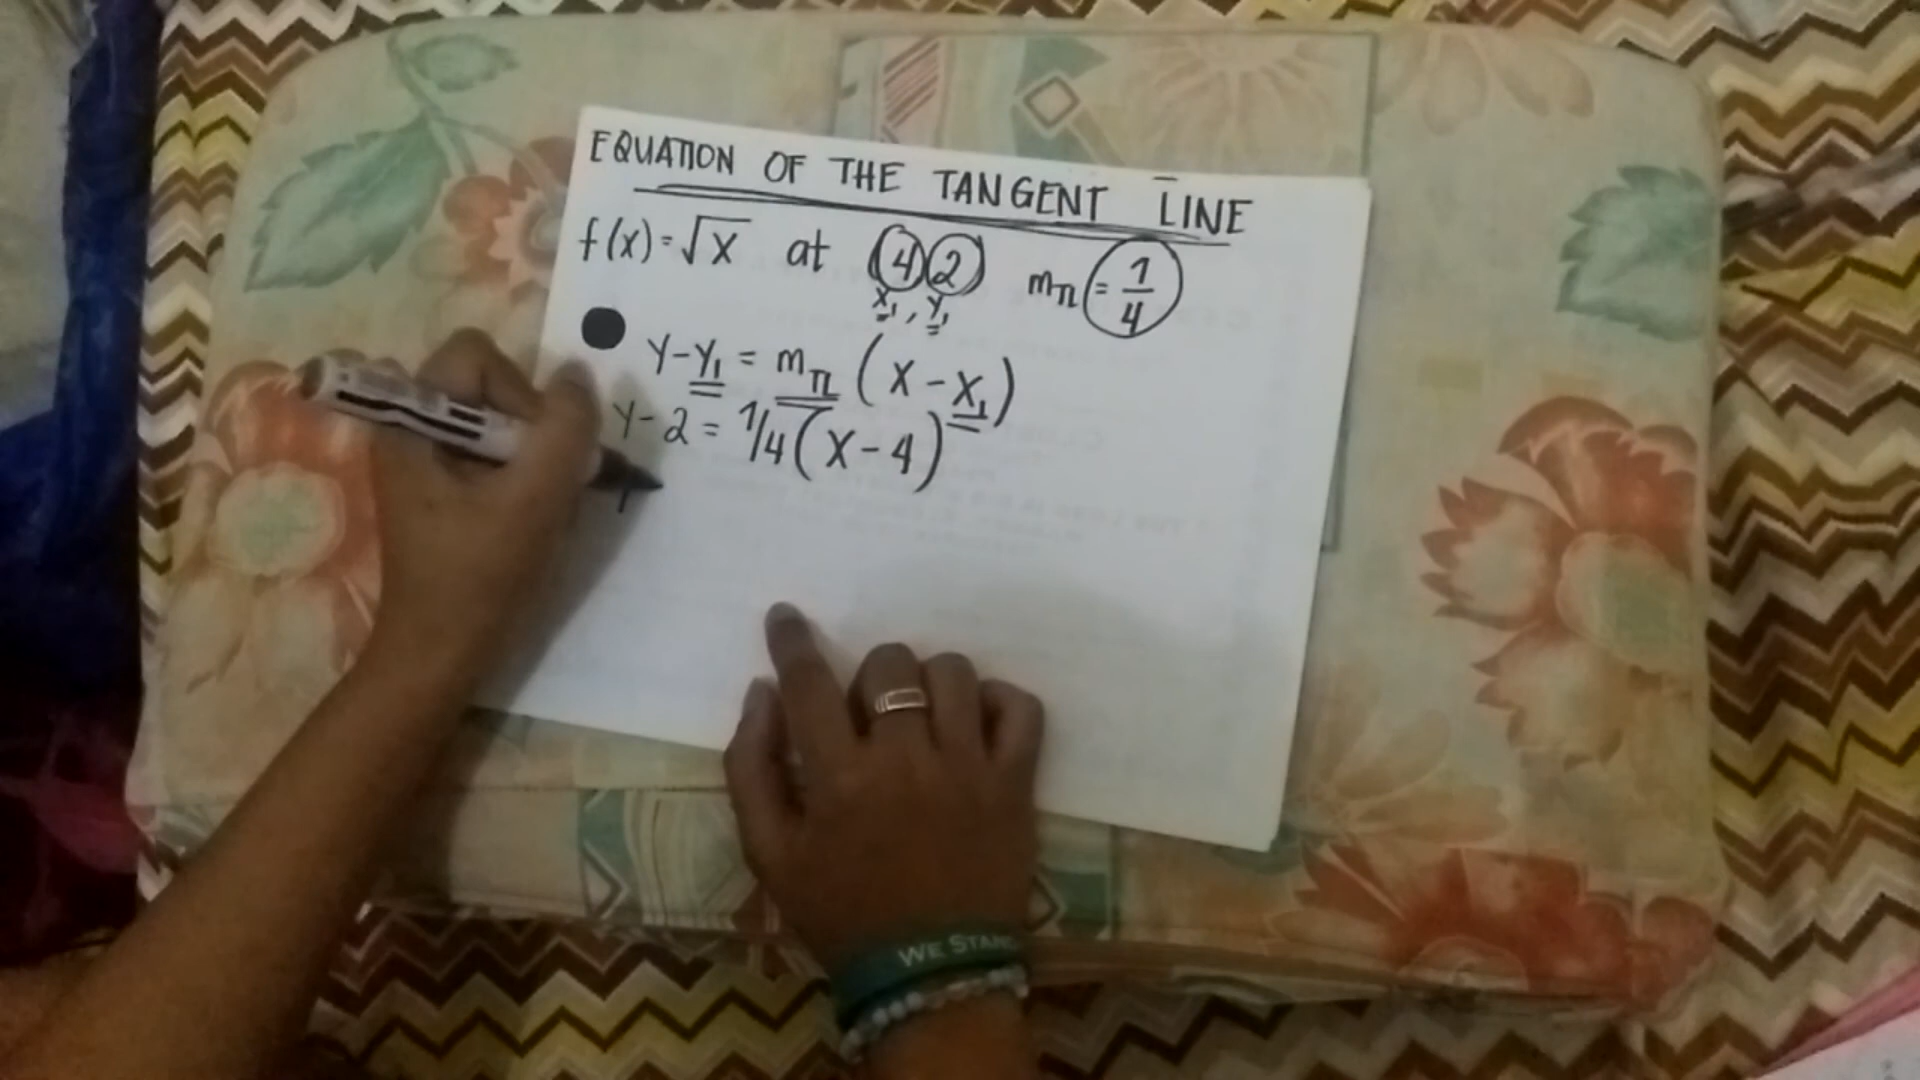 EQUATION OF THE TANGENT LINE
f(x)=√x at (4,2) mTL = 1/4
x₁, y₁
y-y₁ = mTL (x-x₁)
y-2 = 1/4(x-4)
WE STAND